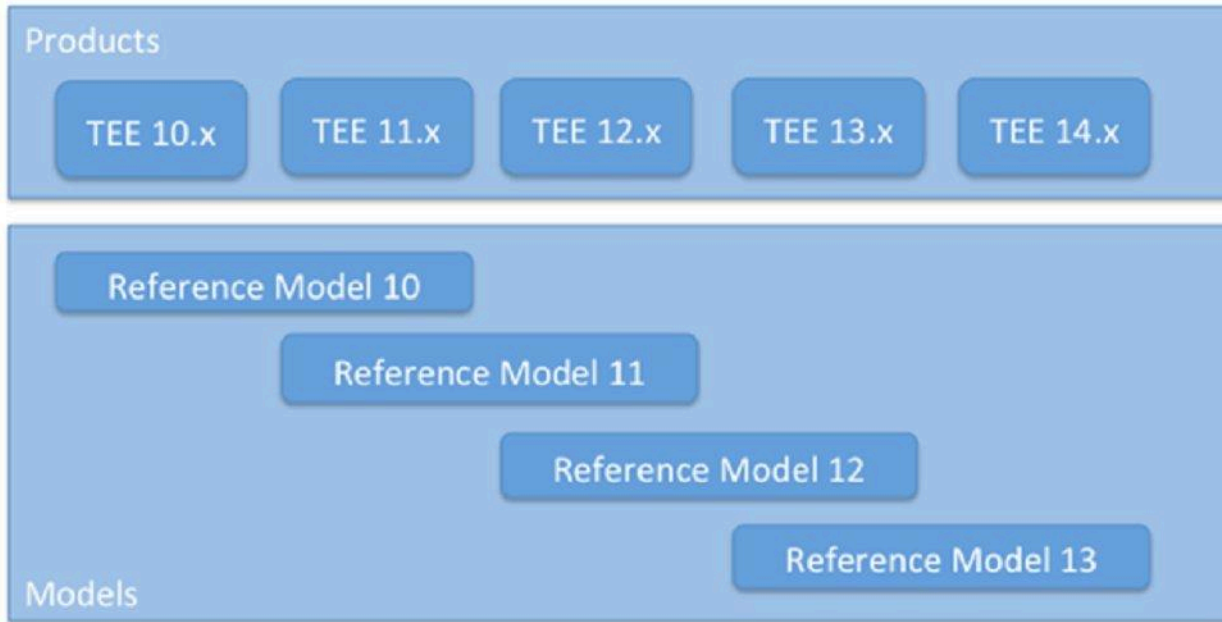 Products
TEE 10.x
TEE 11.x
TEE 12.x
TEE 13.x
TEE 14.x
Reference Model 10
Reference Model 11
Reference Model 12
Reference Model 13
Models